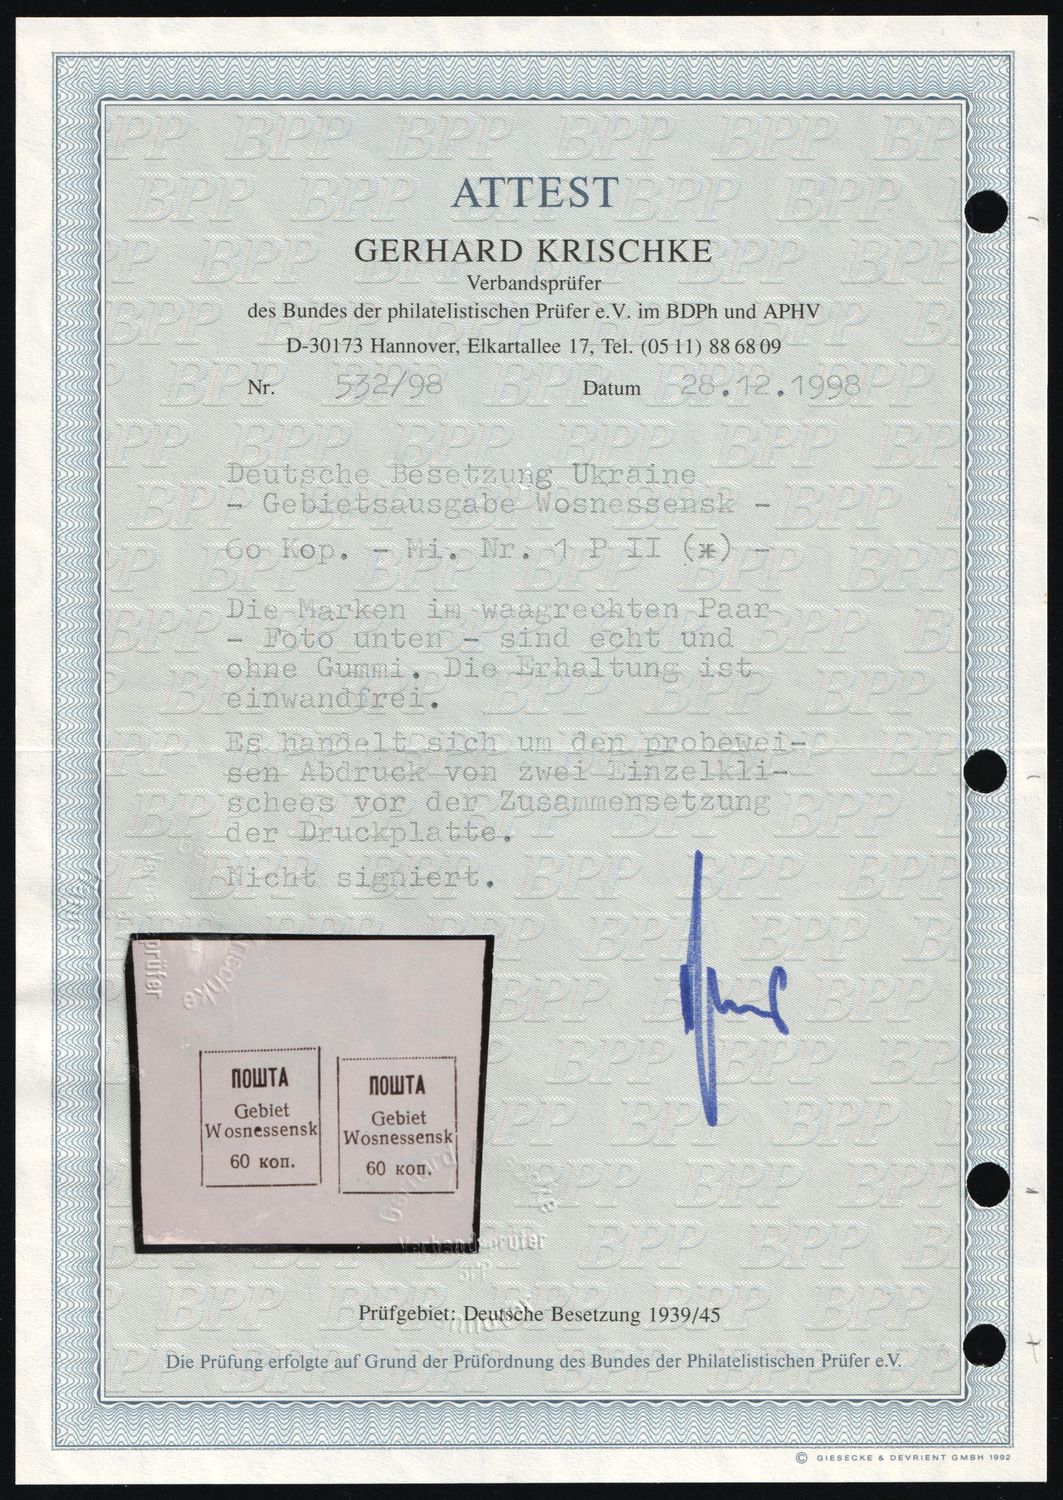 ATTEST
GERHARD KRISCHKE
Verbandsprüfer
des Bundes der philatelistischen Prüfer e.V. im BDPh und APHV
D-30173 Hannover, Elkartallee 17, Tel. (05 11) 88 68 09
Nr. 532/98 Datum 28.12.1998
Deutsche Besetzung Ukraine
- Gebietsausgabe Wosnessensk -
60 Kop. - Mi. Nr. 1 P II (*) -
Die Marken im waagrechten Paar
- Foto unten - sind echt und
ohne Gummi. Die Erhaltung ist
einwandfrei.
Es handelt sich um den probewei-
sen Abdruck von zwei Einzelkli-
schees vor der Zusammensetzung
der Druckplatte.
Nicht signiert.
ПОШТА
Gebiet
Wosnessensk
60 коп.
ПОШТА
Gebiet
Wosnessensk
60 коп.
Verbandsprüfer
BPP
Prüfgebiet: Deutsche Besetzung 1939/45
Die Prüfung erfolgte auf Grund der Prüfordnung des Bundes der Philatelistischen Prüfer e.V.
© GIESECKE & DEVRIENT GMBH 1992